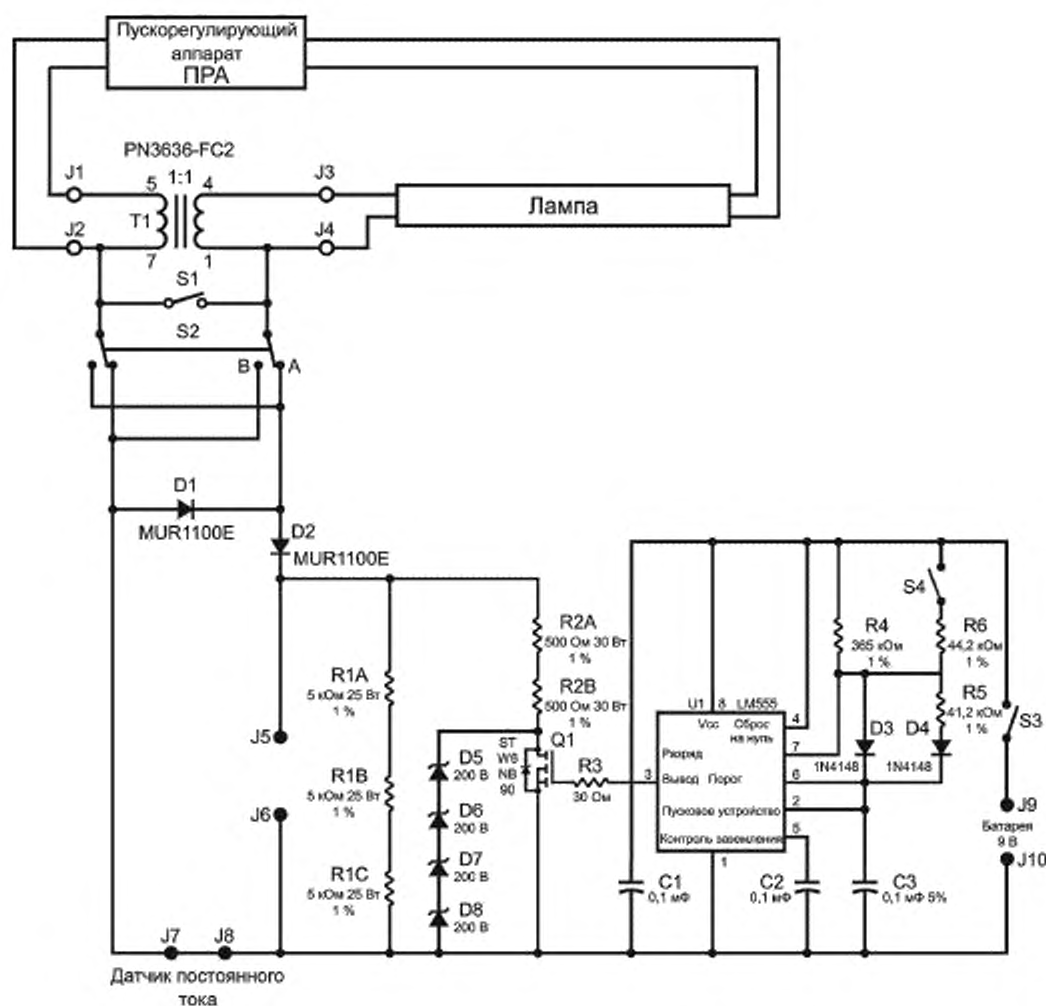 Пускорегулирующий
аппарат
ПРА
PN3636-FC2
J1
5
1:1
4
J3
T1
Лампа
J2
7
1
J4
S1
S2
B
A
D1
MUR1100E
D2
MUR1100E
R1A
5 кОм 25 Вт
1 %
R2A
500 Ом 30 Вт
1 %
R2B
500 Ом 30 Вт
1 %
S4
R4
365 кОм
1 %
R6
44,2 кОм
1 %
R5
41,2 кОм
1 %
S3
J5
J6
R1B
5 кОм 25 Вт
1 %
R1C
5 кОм 25 Вт
1 %
D5
200 В
D6
200 В
D7
200 В
D8
200 В
ST
W8
NB
90
Q1
R3
30 Ом
U1
8
LM555
Vcc
Сброс
на нуль
4
Разряд
7
3
Вывод
Порог
6
Пусковое устройство
2
Контроль заземления
5
1
D3
1N4148
D4
1N4148
J9
Батарея
9 В
J10
C1
0,1 мФ
C2
0,1 мФ
C3
0,1 мФ 5%
J7
J8
Датчик постоянного
тока